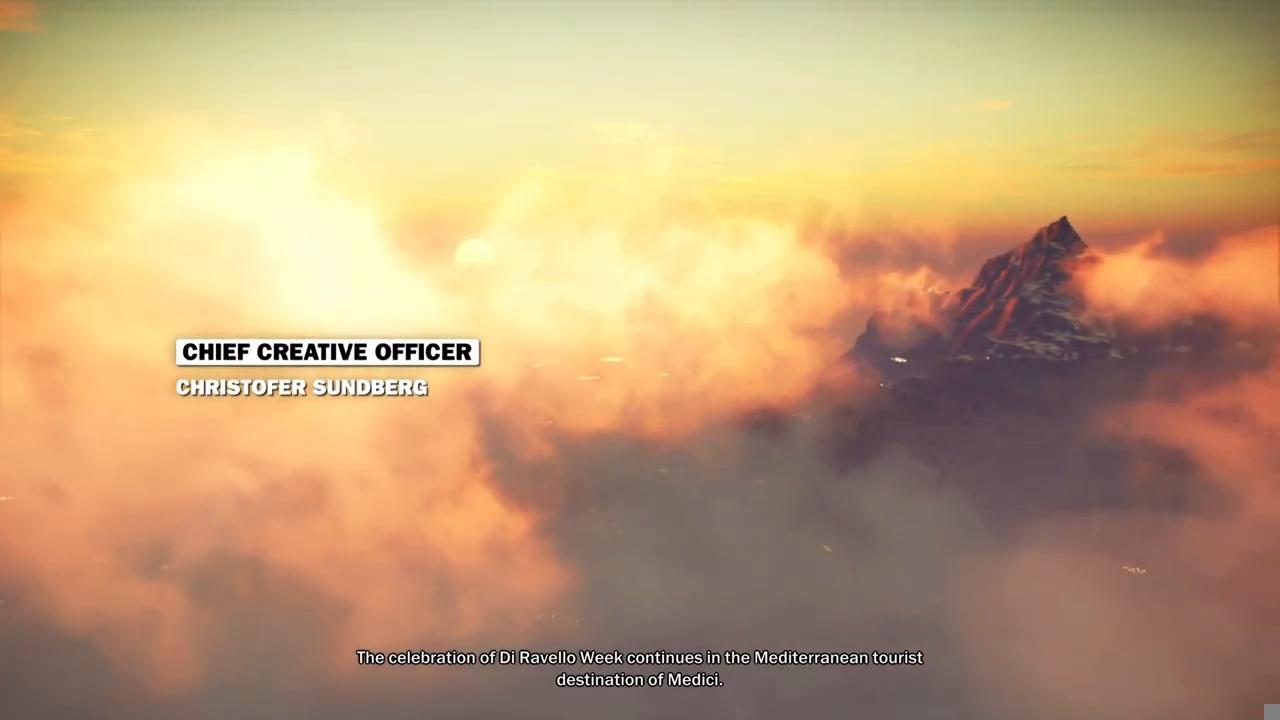 CHIEF CREATIVE OFFICER
CHRISTOFER SUNDBERG
The celebration of Di Ravello Week continues in the Mediterranean tourist
destination of Medici.